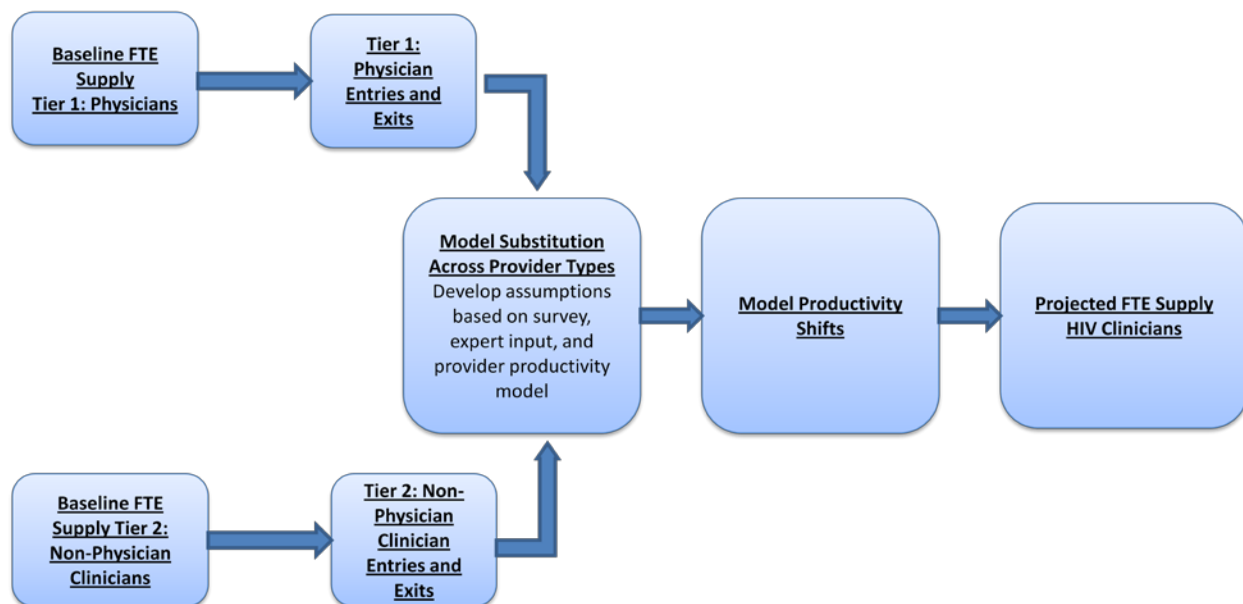 Baseline FTE
Supply
Tier 1: Physicians
Tier 1:
Physician
Entries and
Exits
Model Substitution
Across Provider Types
Develop assumptions
based on survey,
expert input, and
provider productivity
model
Model Productivity
Shifts
Projected FTE Supply
HIV Clinicians
Baseline FTE
Supply Tier 2:
Non-Physician
Clinicians
Tier 2: Non-
Physician
Clinician
Entries and
Exits